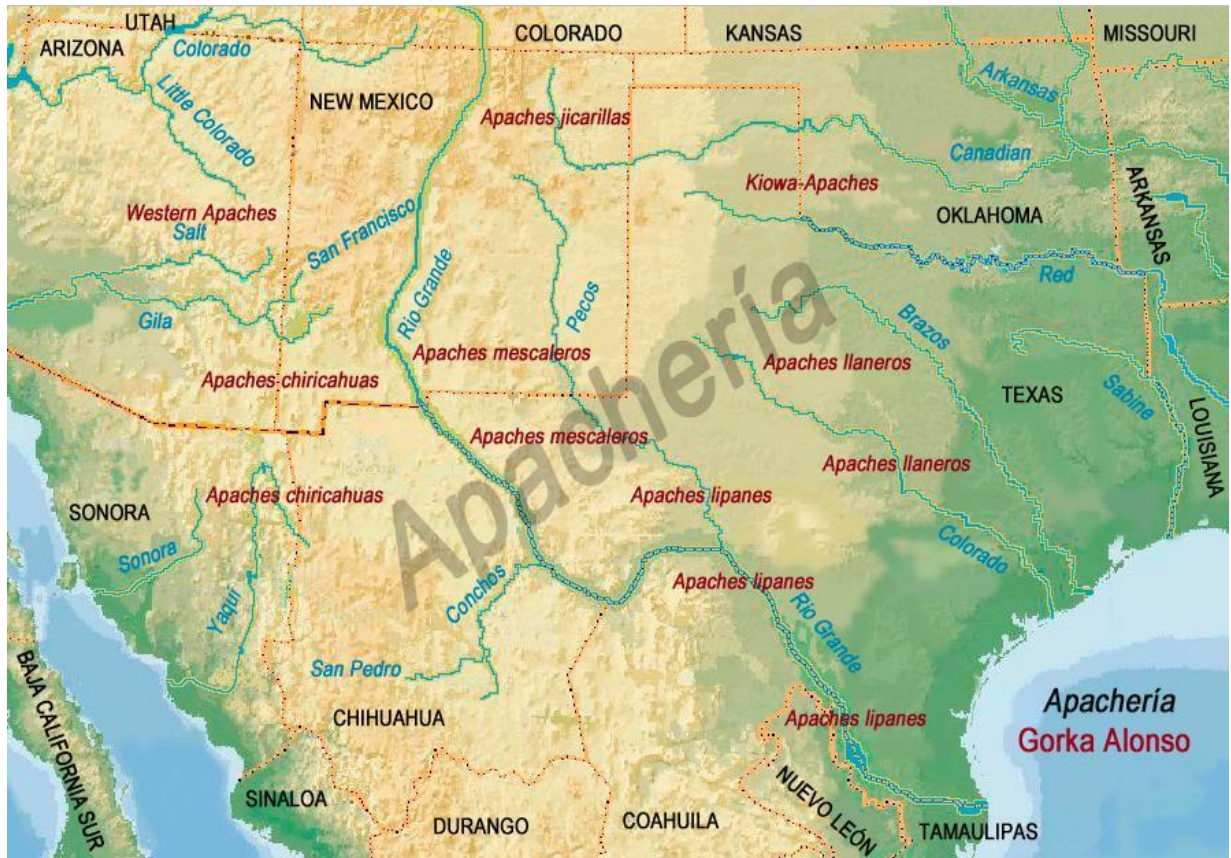 UTAH
COLORADO
KANSAS
MISSOURI
ARIZONA
Colorado
Arkansas
Little Colorado
NEW MEXICO
Apaches jicarillas
Canadian
Kiowa-Apaches
ARKANSAS
Western Apaches
Salt
San Francisco
OKLAHOMA
Rio Grande
Pecos
Red
Gila
Brazos
Apaches mescaleros
Apaches llaneros
Apaches chiricahuas
TEXAS
Sabine
LOUISIANA
Apachería
Apaches mescaleros
Apaches llaneros
Apaches chiricahuas
Apaches lipanes
SONORA
Sonora
Colorado
Yaqui
Conchos
Apaches lipanes
Rio Grande
San Pedro
BAJA CALIFORNIA SUR
CHIHUAHUA
Apaches lipanes
Apachería
Gorka Alonso
SINALOA
DURANGO
COAHUILA
NUEVO LEÓN
TAMAULIPAS